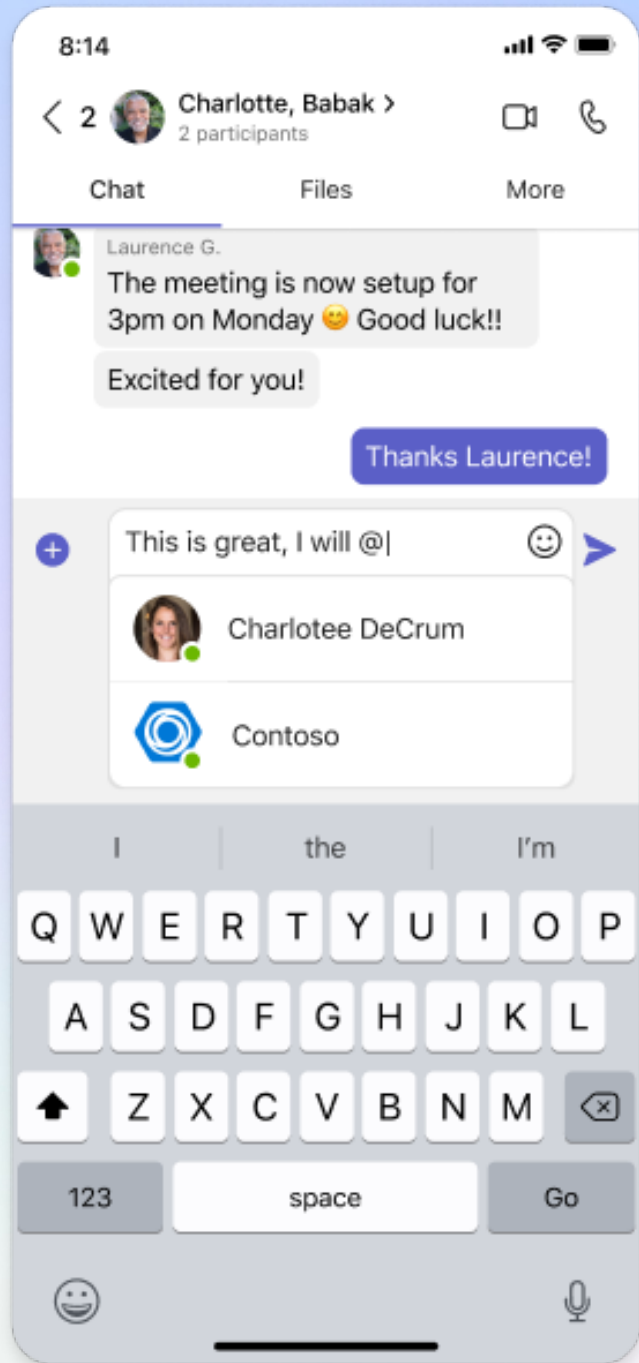 8:14
2 Charlotte, Babak >
2 participants
Chat Files More
Laurence G.
The meeting is now setup for
3pm on Monday 😊 Good luck!!
Excited for you!
Thanks Laurence!
This is great, I will @|
Charlotee DeCrum
Contoso
I the I'm
Q W E R T Y U I O P
A S D F G H J K L
Z X C V B N M
123 space Go